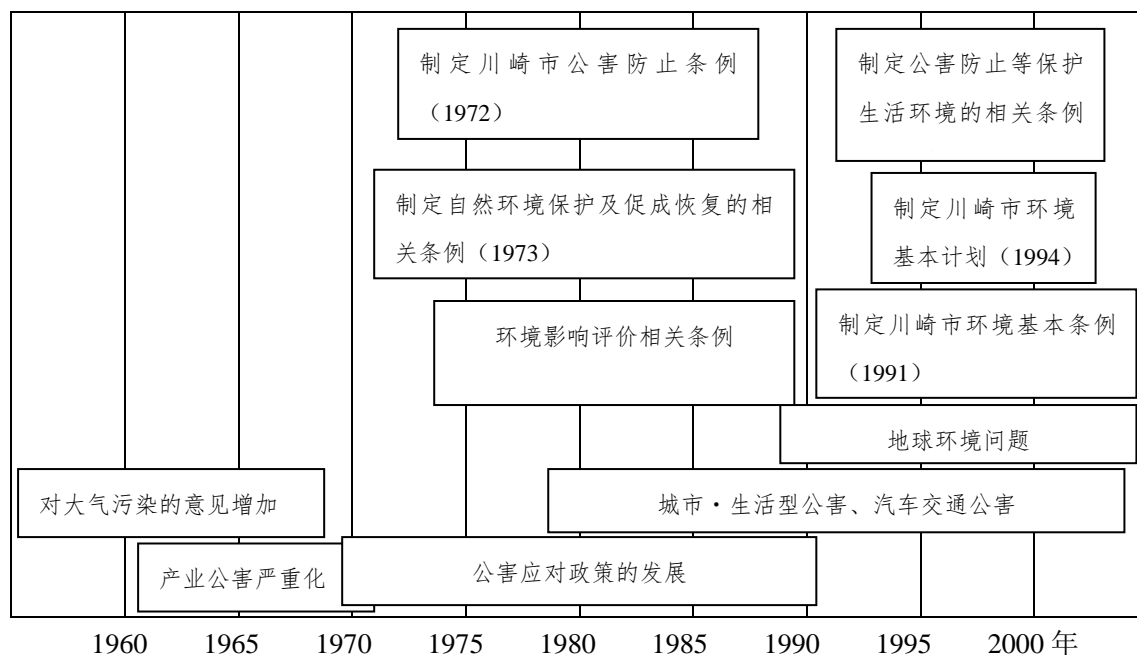 制定川崎市公害防止条例
（1972）
制定公害防止等保护
生活环境的相关条例
制定自然环境保护及促成恢复的相
关条例（1973）
制定川崎市环境
基本计划（1994）
环境影响评价相关条例
制定川崎市环境基本条例
（1991）
地球环境问题
对大气污染的意见增加
城市·生活型公害、汽车交通公害
产业公害严重化
公害应对政策的发展
1960 1965 1970 1975 1980 1985 1990 1995 2000 年